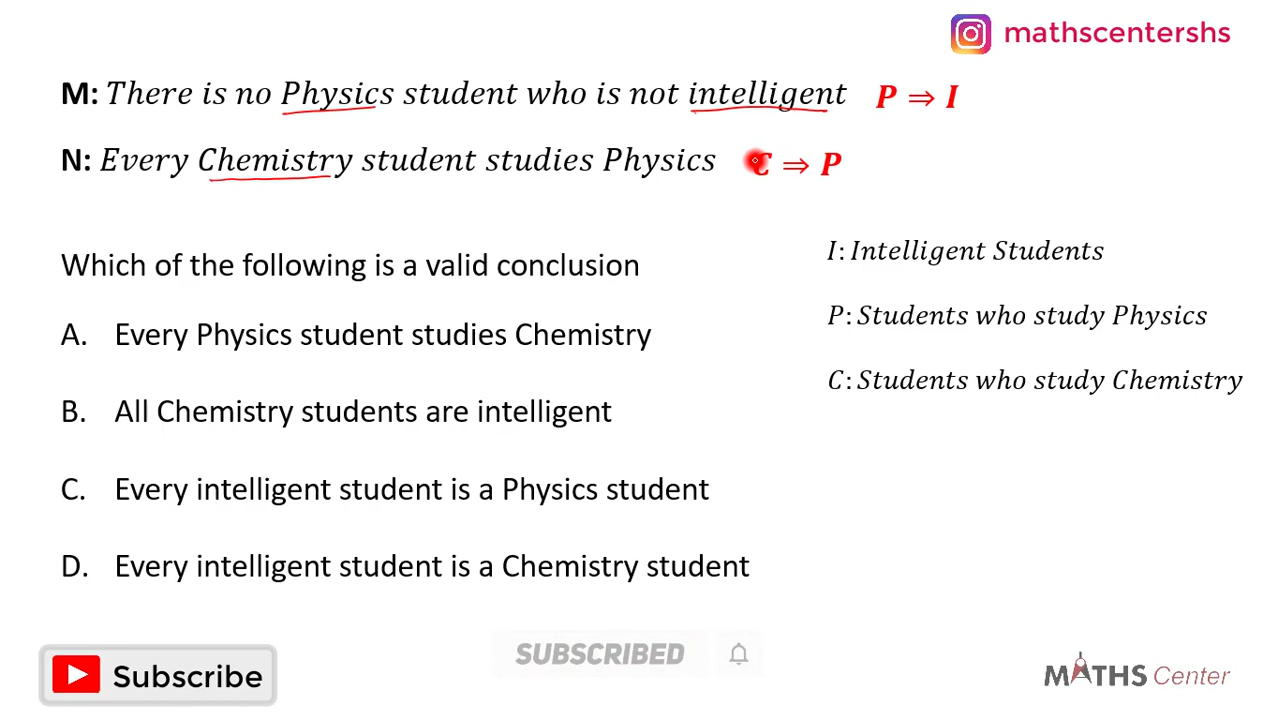 mathscentershs
M: There is no Physics student who is not intelligent P ⇒ I
N: Every Chemistry student studies Physics C ⇒ P
Which of the following is a valid conclusion
I: Intelligent Students
A. Every Physics student studies Chemistry
P: Students who study Physics
C: Students who study Chemistry
B. All Chemistry students are intelligent
C. Every intelligent student is a Physics student
D. Every intelligent student is a Chemistry student
Subscribe
SUBSCRIBED
MATHS Center